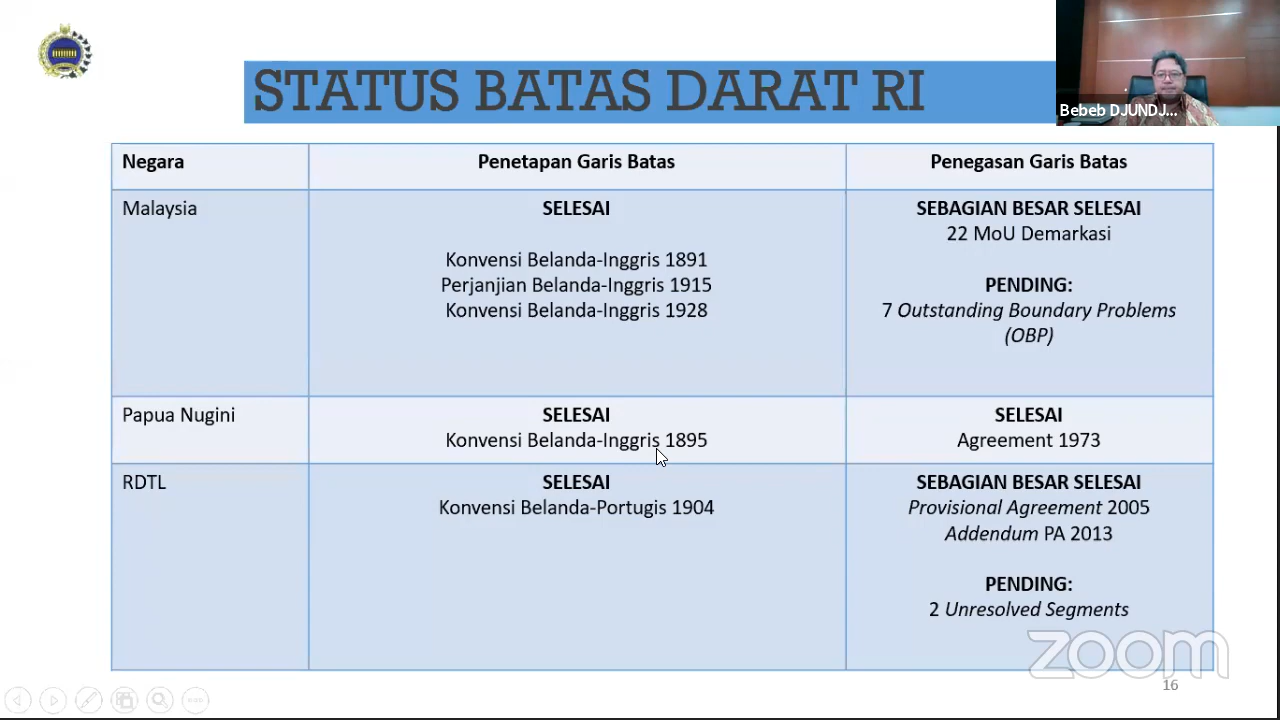 STATUS BATAS DARAT RI
Bebeb DJUNDJ...
Negara
Penetapan Garis Batas
Penegasan Garis Batas
Malaysia
SELESAI
Konvensi Belanda-Inggris 1891
Perjanjian Belanda-Inggris 1915
Konvensi Belanda-Inggris 1928
SEBAGIAN BESAR SELESAI
22 MoU Demarkasi
PENDING:
7 Outstanding Boundary Problems
(OBP)
Papua Nugini
SELESAI
Konvensi Belanda-Inggris 1895
SELESAI
Agreement 1973
RDTL
SELESAI
Konvensi Belanda-Portugis 1904
SEBAGIAN BESAR SELESAI
Provisional Agreement 2005
Addendum PA 2013
PENDING:
2 Unresolved Segments
zoom
16